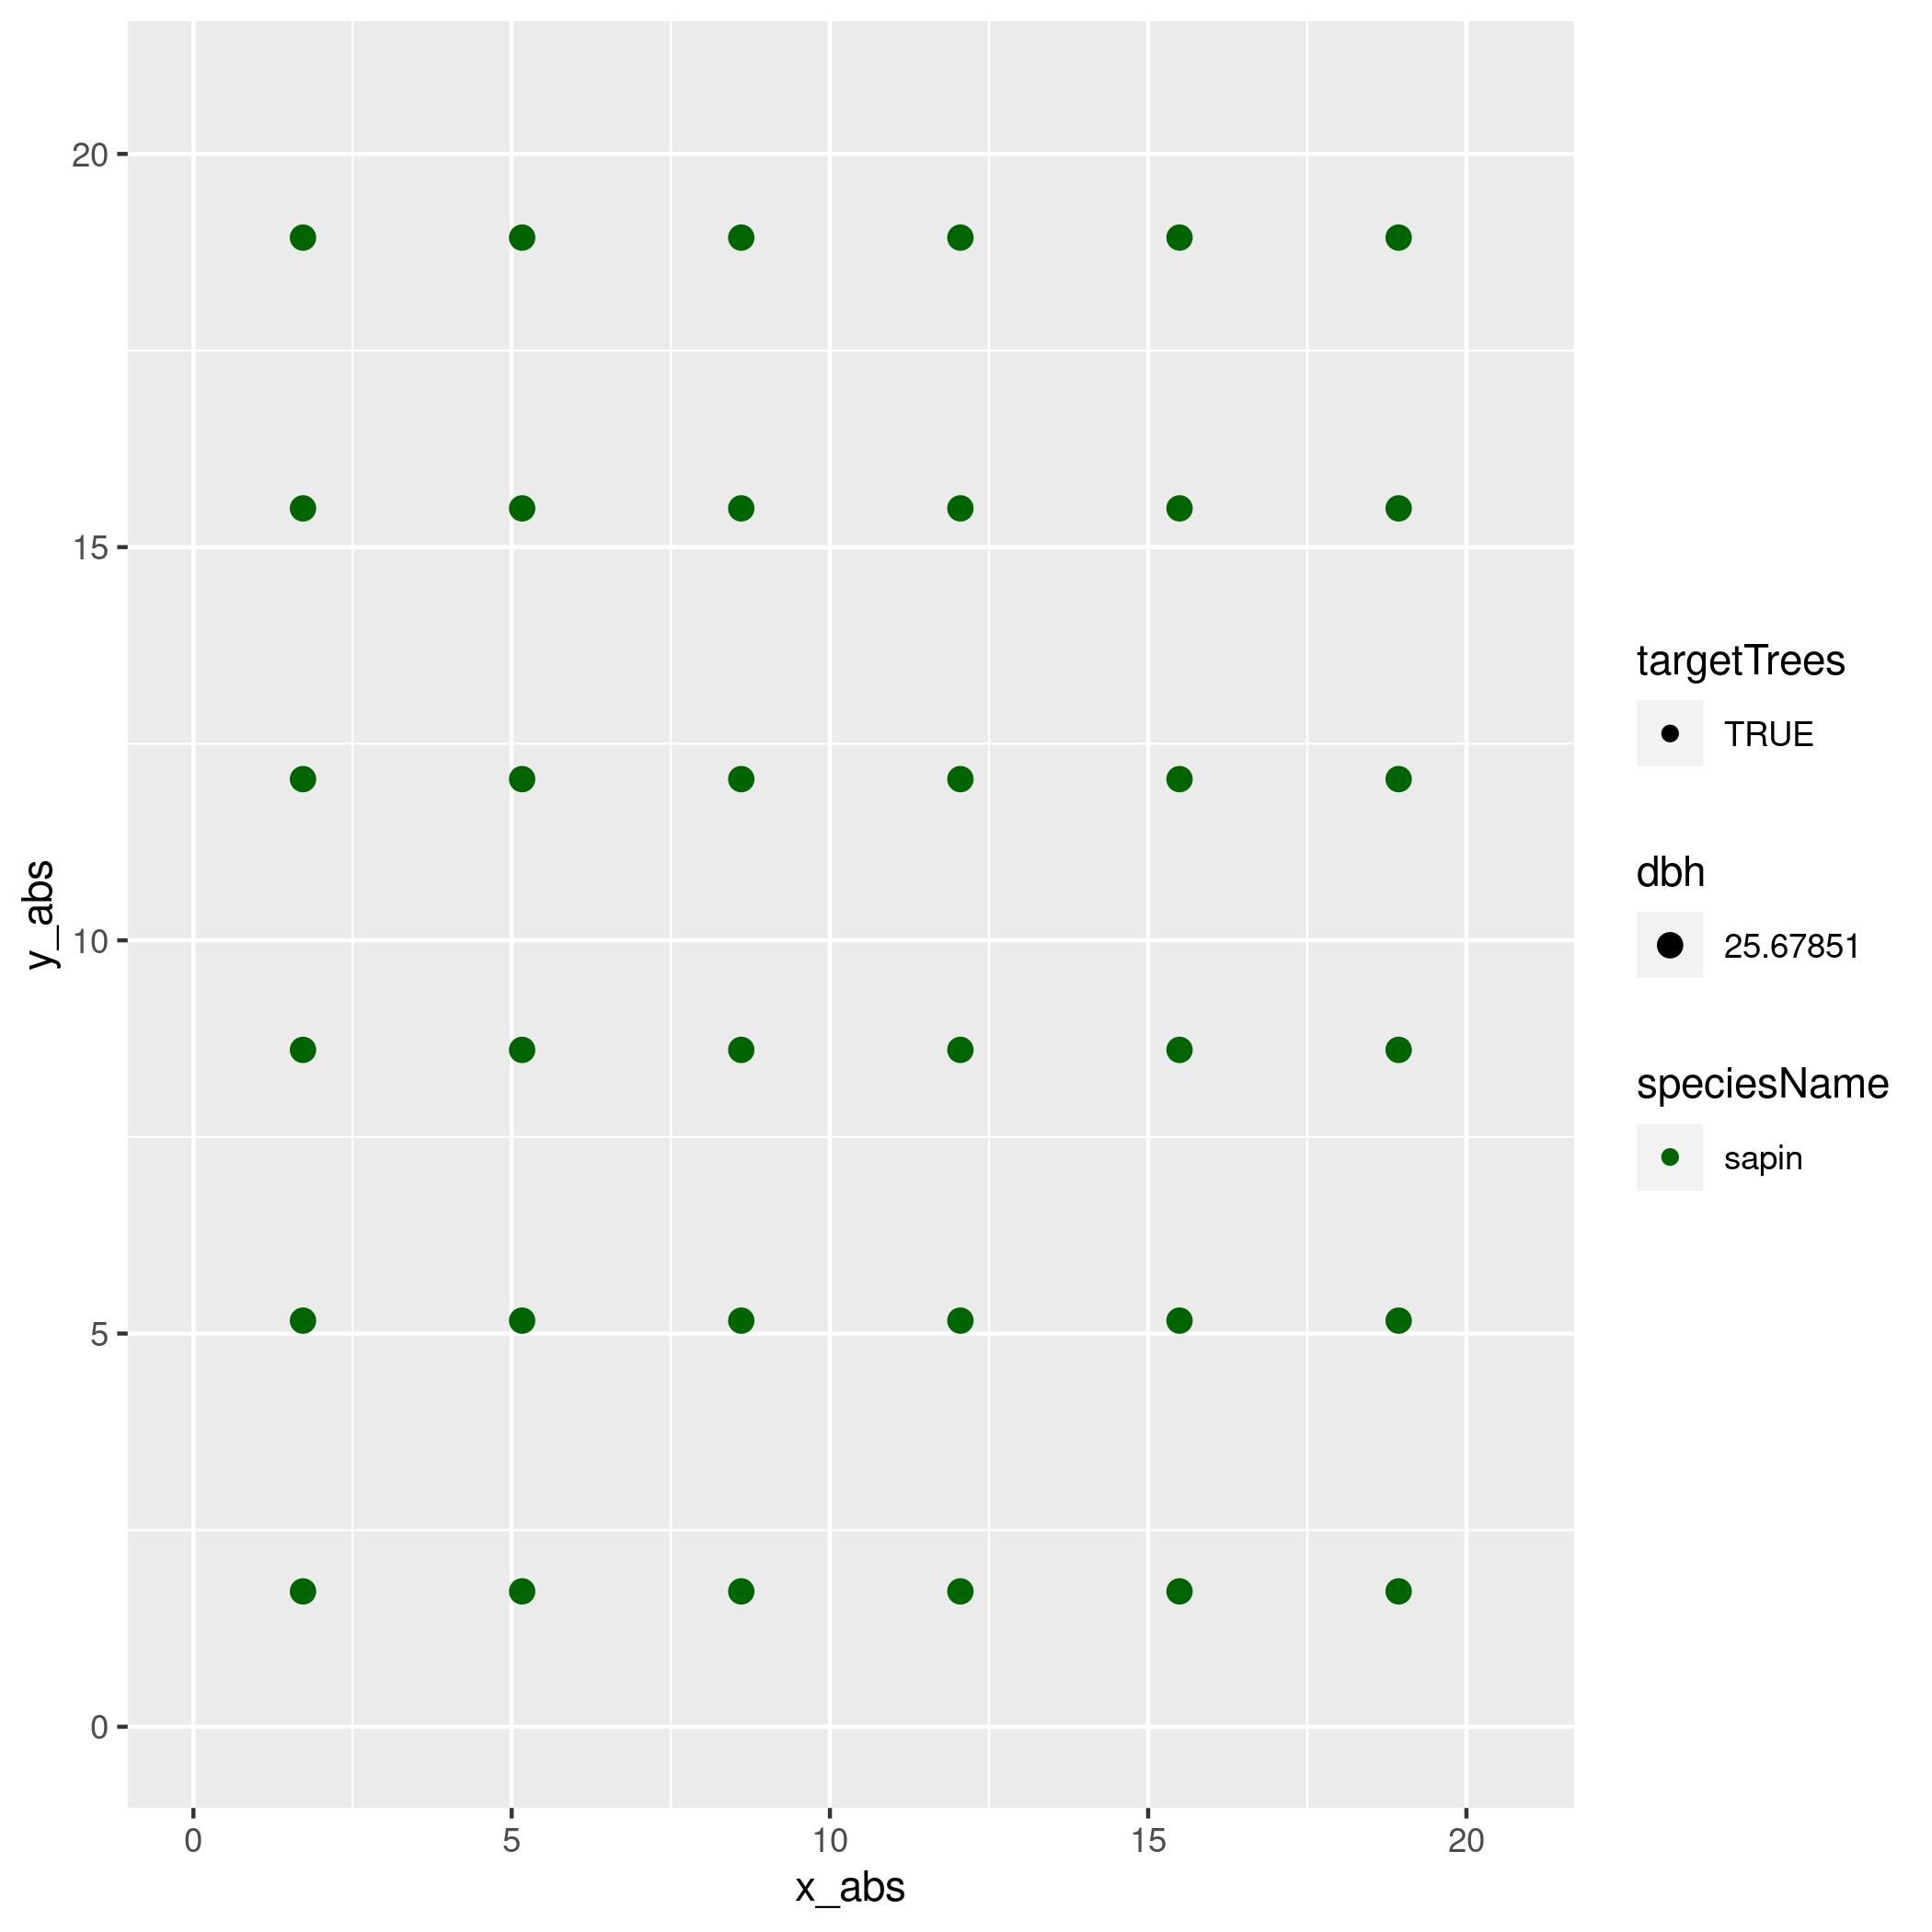 20
15
10
5
0
y_abs
0 5 10 15 20
x_abs
targetTrees
TRUE
dbh
25.67851
speciesName
sapin